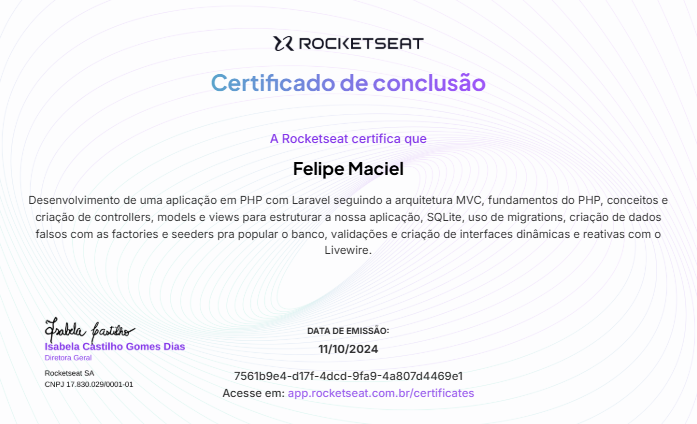 ROCKETSEAT
Certificado de conclusão
A Rocketseat certifica que
Felipe Maciel
Desenvolvimento de uma aplicação em PHP com Laravel seguindo a arquitetura MVC, fundamentos do PHP, conceitos e
criação de controllers, models e views para estruturar a nossa aplicação, SQLite, uso de migrations, criação de dados
falsos com as factories e seeders pra popular o banco, validações e criação de interfaces dinâmicas e reativas com o
Livewire.
Isabela Castilho
Isabela Castilho Gomes Dias
Diretora Geral
Rocketseat SA
CNPJ 17.830.029/0001-01
DATA DE EMISSÃO:
11/10/2024
7561b9e4-d17f-4dcd-9fa9-4a807d4469e1
Acesse em: app.rocketseat.com.br/certificates